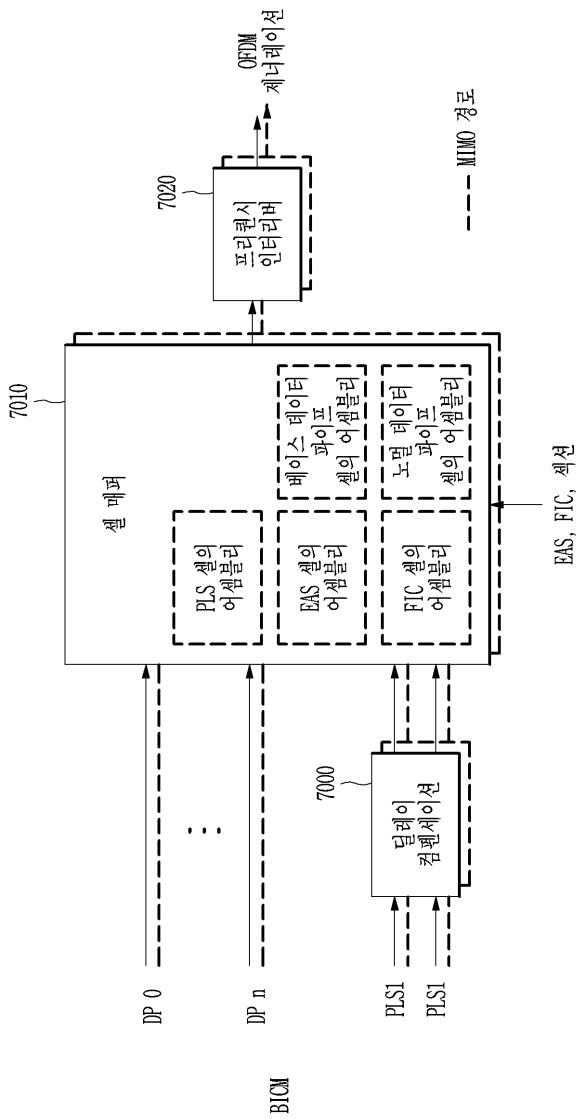 BICM
DP 0
DP n
PLS1
PLS1
...
7000
딜레이
컴펜세이션
7010
셀 매퍼
PLS 셀의
어셈블리
EAS 셀의
어셈블리
FIC 셀의
어셈블리
베이스 데이터
파이프
셀의 어셈블리
노멀 데이터
파이프
셀의 어셈블리
EAS, FIC, 섹션
7020
프리퀀시
인터리버
OFDM
제너레이션
MIMO 경로